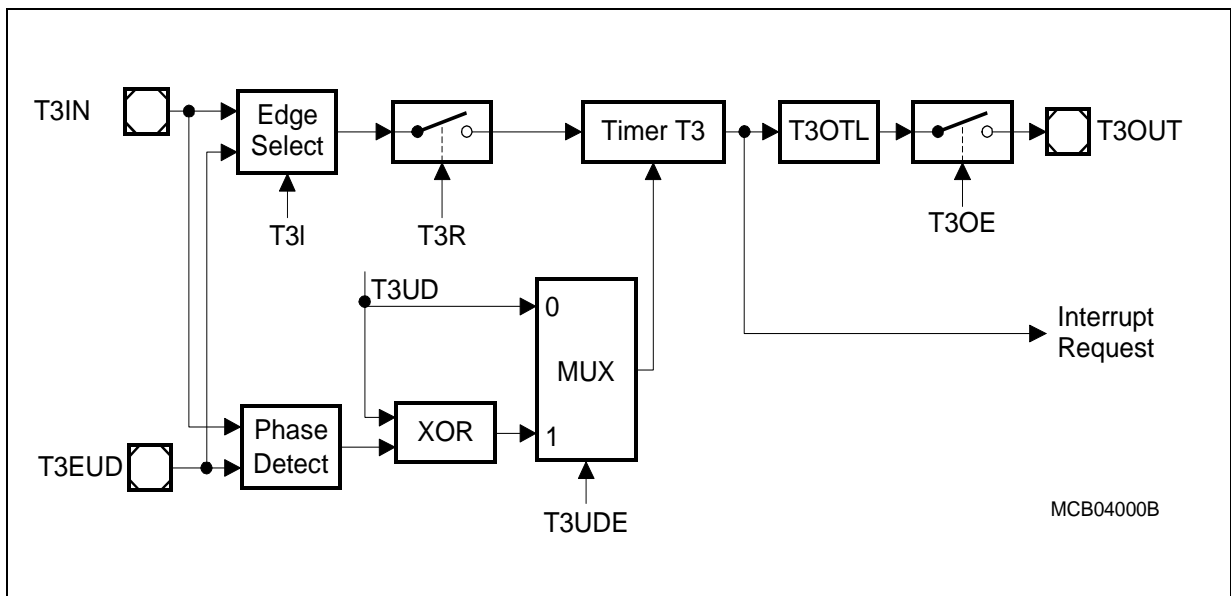 T3IN
Edge
Select
Timer T3
T3OTL
T3OUT
T3I
T3R
T3OE
T3UD
0
Interrupt
Request
MUX
Phase
Detect
XOR
1
T3EUD
T3UDE
MCB04000B